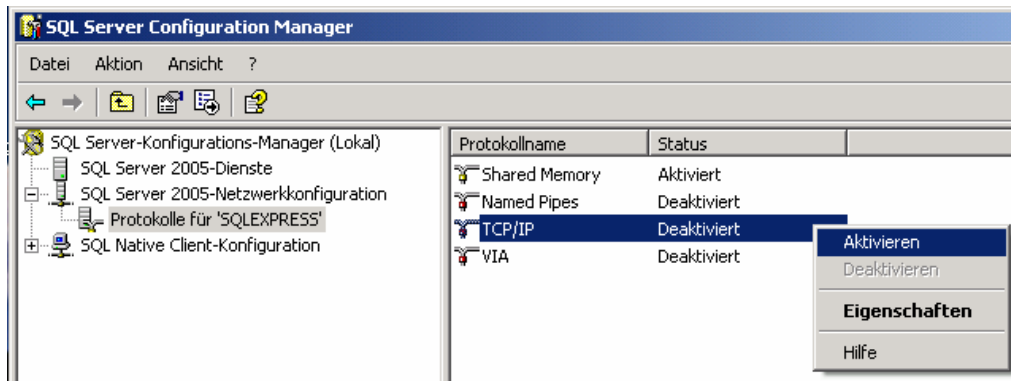 SQL Server Configuration Manager
Datei Aktion Ansicht ?
SQL Server-Konfigurations-Manager (Lokal)
SQL Server 2005-Dienste
SQL Server 2005-Netzwerkkonfiguration
Protokolle für 'SQLEXPRESS'
SQL Native Client-Konfiguration
Protokollname Status
Shared Memory Aktiviert
Named Pipes Deaktiviert
TCP/IP Deaktiviert
VIA Deaktiviert
Aktivieren
Deaktivieren
Eigenschaften
Hilfe